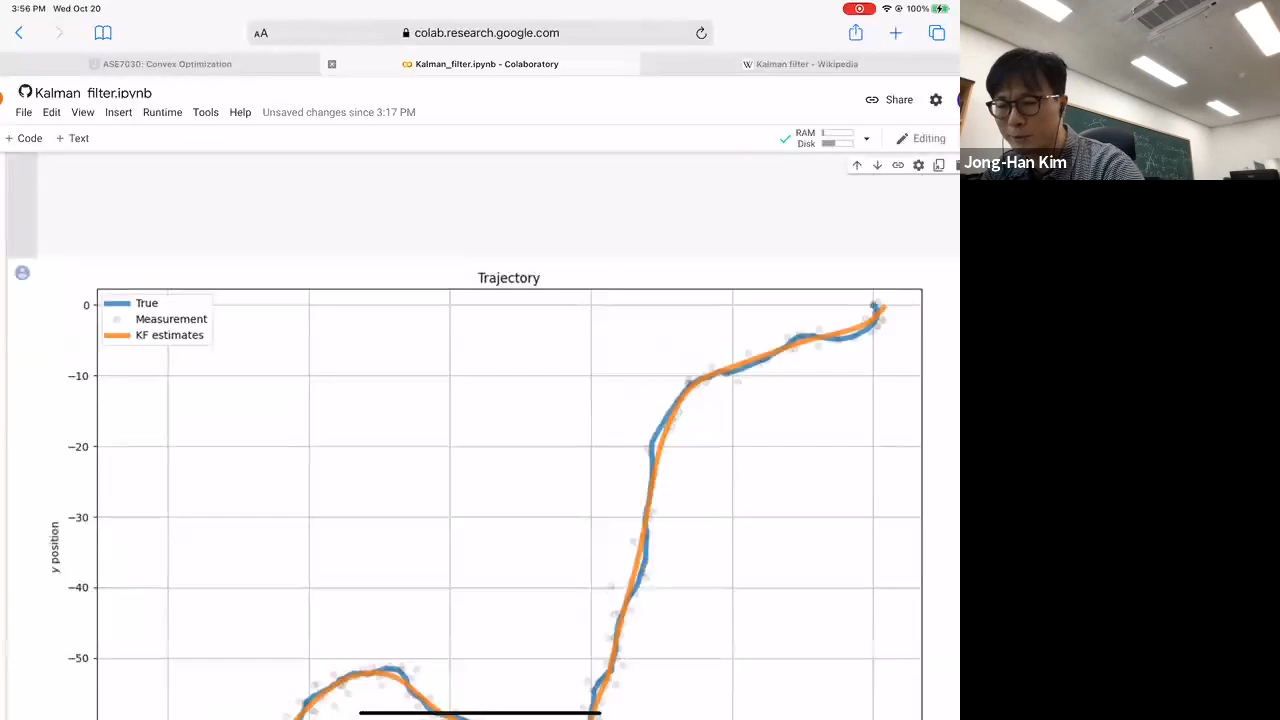 3:56 PM Wed Oct 20
100%
AA
colab.research.google.com
ASE7030: Convex Optimization
Kalman_filter.ipynb - Colaboratory
W Kalman filter - Wikipedia
Kalman_filter.ipynb
Share
File Edit View Insert Runtime Tools Help Unsaved changes since 3:17 PM
+ Code + Text
RAM
Disk
Editing
Jong-Han Kim
Trajectory
True
Measurement
KF estimates
0
−10
−20
−30
−40
−50
y position